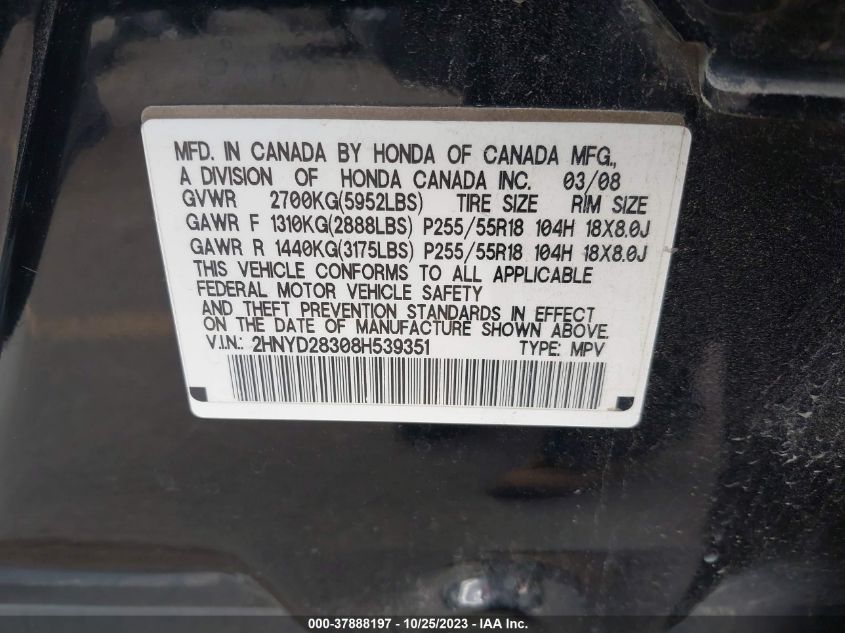 MFD. IN CANADA BY HONDA OF CANADA MFG.,
A DIVISION OF HONDA CANADA INC. 03/08
GVWR 2700KG(5952LBS) TIRE SIZE RIM SIZE
GAWR F 1310KG(2888LBS) P255/55R18 104H 18X8.0J
GAWR R 1440KG(3175LBS) P255/55R18 104H 18X8.0J
THIS VEHICLE CONFORMS TO ALL APPLICABLE
FEDERAL MOTOR VEHICLE SAFETY
AND THEFT PREVENTION STANDARDS IN EFFECT
ON THE DATE OF MANUFACTURE SHOWN ABOVE.
V.I.N.: 2HNYD28308H539351 TYPE: MPV
000-37888197 - 10/25/2023 - IAA Inc.